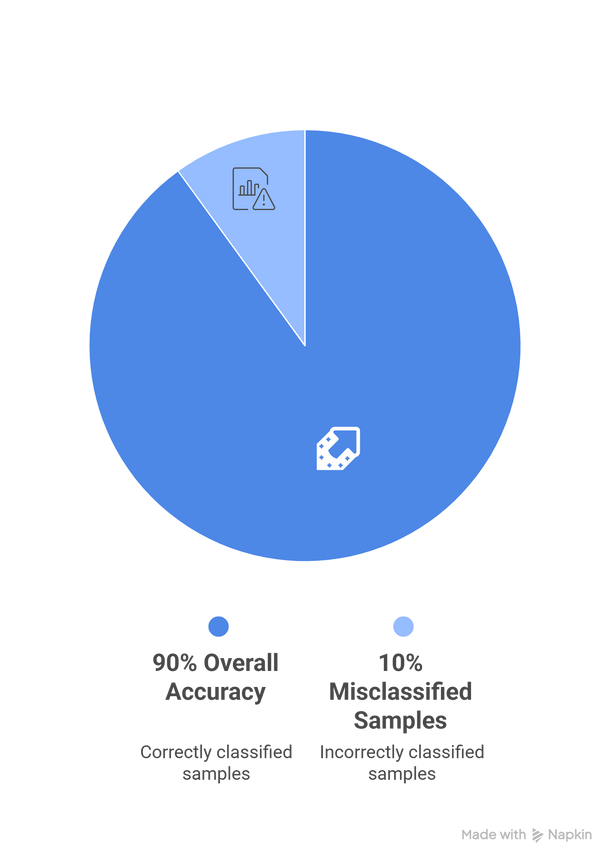 90% Overall
Accuracy
Correctly classified
samples
10%
Misclassified
Samples
Incorrectly classified
samples
Made with Napkin